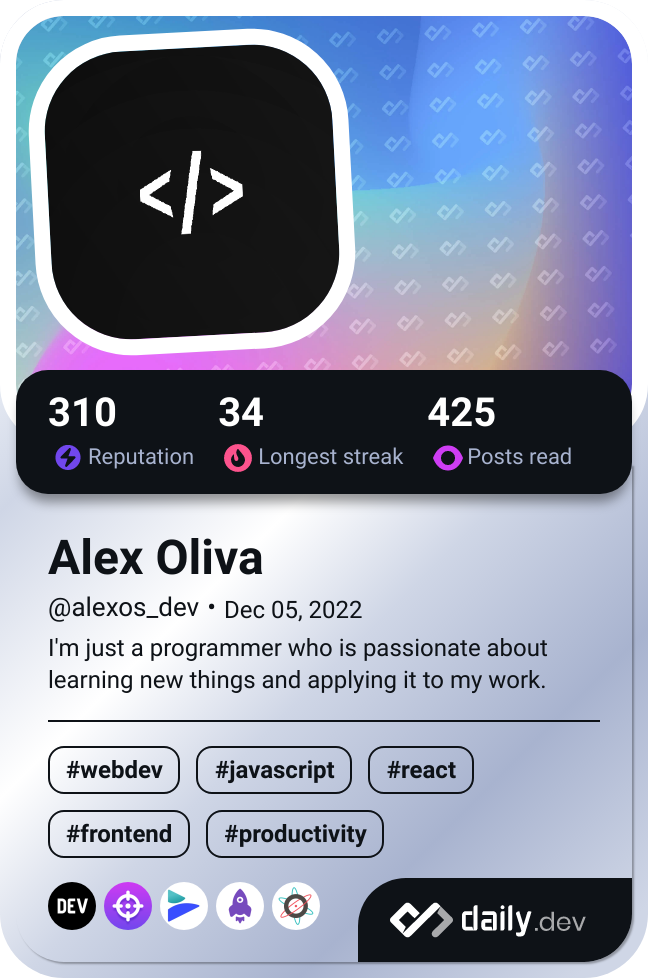 </>
310 34 425
Reputation Longest streak Posts read
Alex Oliva
@alexos_dev • Dec 05, 2022
I'm just a programmer who is passionate about
learning new things and applying it to my work.
#webdev #javascript #react
#frontend #productivity
DEV daily.dev